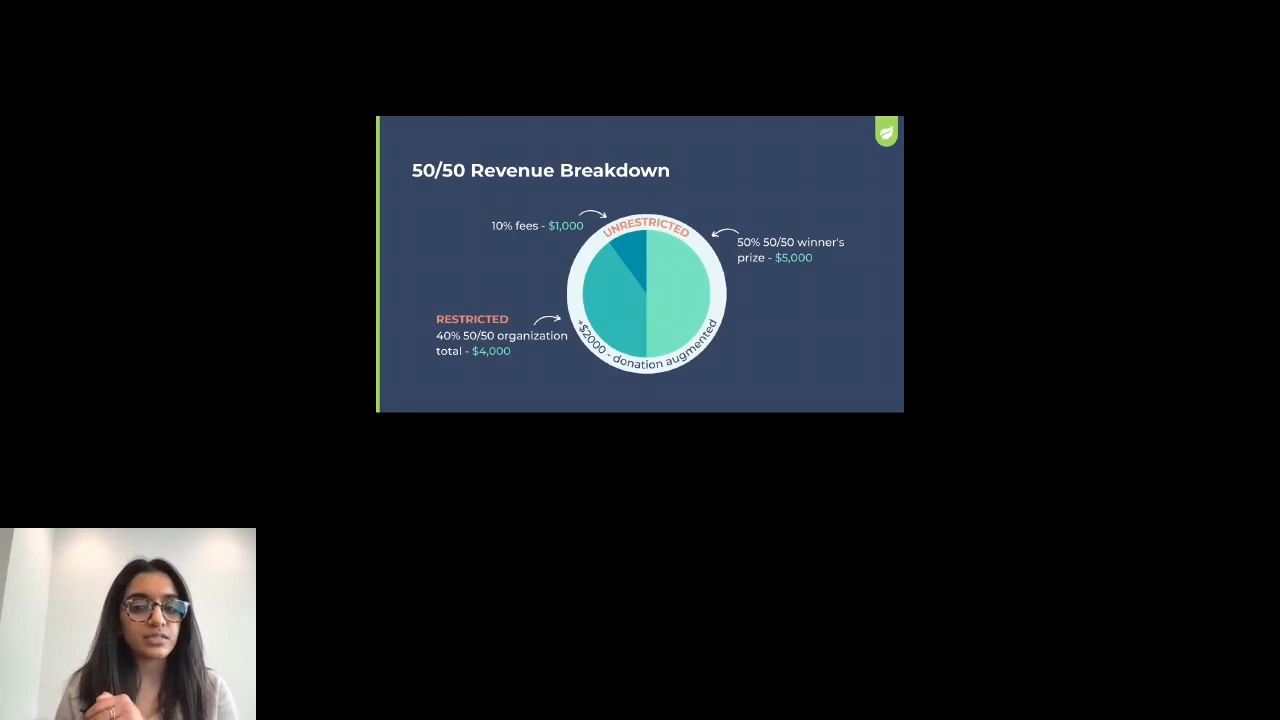 50/50 Revenue Breakdown
10% fees - $1,000
UNRESTRICTED
50% 50/50 winner's
prize - $5,000
RESTRICTED
40% 50/50 organization
total - $4,000
+$2000 - donation augmented